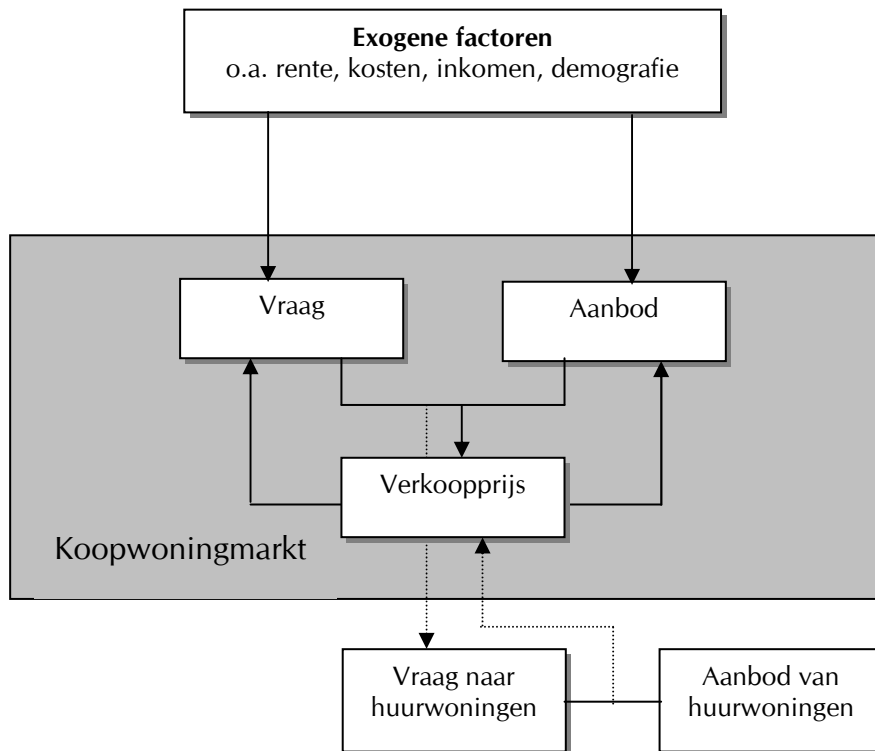 Exogene factoren
o.a. rente, kosten, inkomen, demografie
Vraag
Aanbod
Verkoopprijs
Koopwoningmarkt
Vraag naar
huurwoningen
Aanbod van
huurwoningen